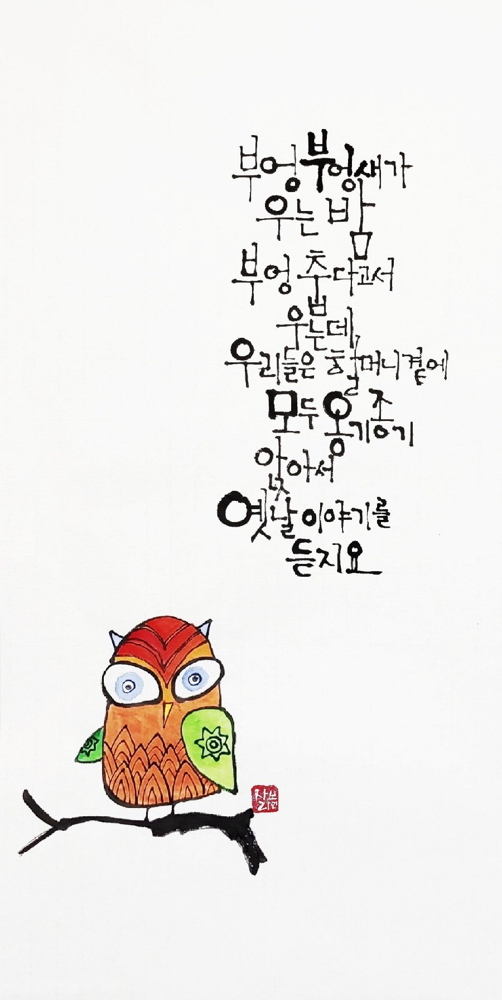 부엉 부엉새가
우는 밤
부엉 춥다고서
우는데,
우리들은 할머니 곁에
모두 옹기종기
앉아서
옛날이야기를
듣지요